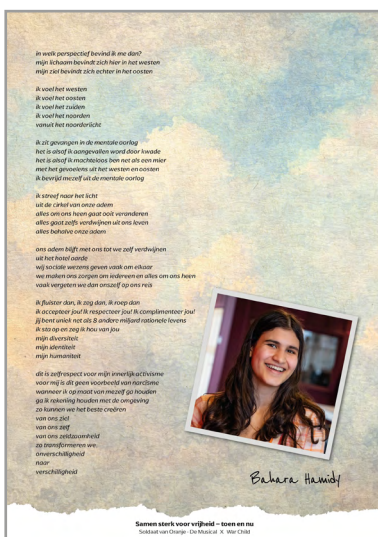 in welk perspectief bevind ik me dan?
mijn lichaam bevindt zich hier in het westen
mijn ziel bevindt zich echter in het oosten
ik voel het westen
ik voel het oosten
ik voel het zuiden
ik voel het noorden
vanuit het noorderlicht
ik zit gevangen in de mentale oorlog
het is alsof ik aangevallen word door kwade
het is alsof ik machteloos ben net als een mier
met het gevoelens uit het westen en oosten
ik bevrijd mezelf uit de mentale oorlog
ik streef naar het licht
uit de cirkel van onze adem
alles om ons heen gaat ooit veranderen
alles gaat zelfs verdwijnen uit ons leven
alles behalve onze adem
ons adem blijft met ons tot we zelf verdwijnen
uit het hotel aarde
wij sociale wezens geven vaak om elkaar
we maken ons zorgen om iedereen en alles om ons heen
vaak vergeten we dan onszelf op ons reis
ik fluister dan, ik zeg dan, ik roep dan
ik accepteer jou! ik respecteer jou! ik complimenteer jou!
jij bent uniek net als 8 andere miljard rationele levens
ik sta op en zeg ik hou van jou
mijn diversiteit
mijn identiteit
mijn humaniteit
dit is zelfrespect voor mijn innerlijk activisme
voor mij is dit geen voorbeeld van narcisme
wanneer ik op maat van mezelf ga houden
ga ik rekening houden met de omgeving
zo kunnen we het beste creëren
van ons ziel
van ons zelf
van ons zeldzaamheid
zo transformeren we.
onverschilligheid
naar
verschilligheid
Bahara Hamidy
Samen sterk voor vrijheid – toen en nu
Soldaat van Oranje - De Musical X War Child